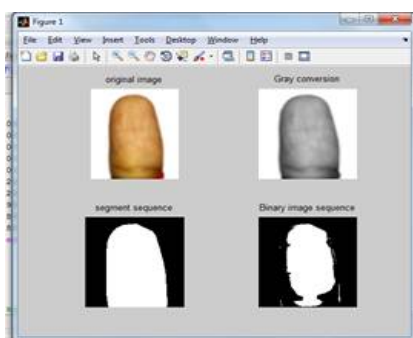 Figure 1
File Edit View Insert Tools Desktop Window Help
original image
Gray conversion
segment sequence
Binary image sequence